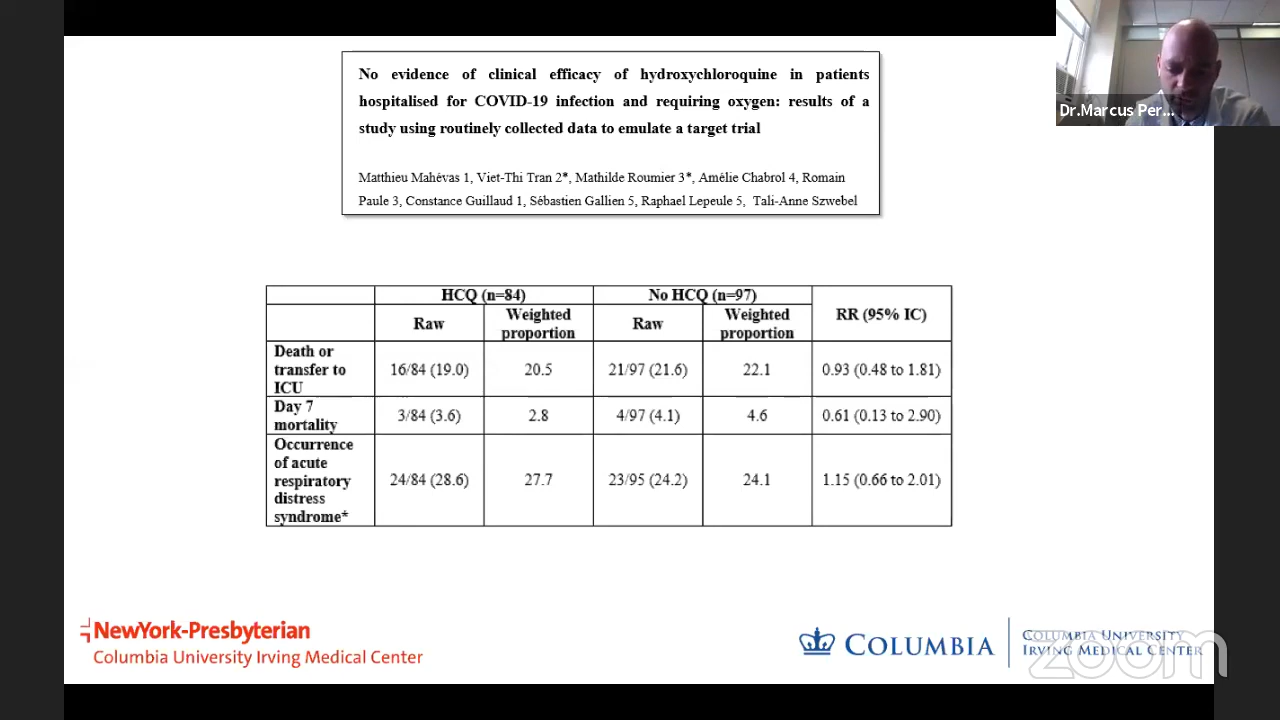 No evidence of clinical efficacy of hydroxychloroquine in patients
hospitalised for COVID-19 infection and requiring oxygen: results of a
study using routinely collected data to emulate a target trial
Matthieu Mahévas 1, Viet-Thi Tran 2*, Mathilde Roumier 3*, Amélie Chabrol 4, Romain
Paule 3, Constance Guillaud 1, Sébastien Gallien 5, Raphael Lepeule 5, Tali-Anne Szwebel
Dr.Marcus Per...
HCQ (n=84) No HCQ (n=97) RR (95% IC)
Raw Weighted proportion Raw Weighted proportion
Death or transfer to ICU 16/84 (19.0) 20.5 21/97 (21.6) 22.1 0.93 (0.48 to 1.81)
Day 7 mortality 3/84 (3.6) 2.8 4/97 (4.1) 4.6 0.61 (0.13 to 2.90)
Occurrence of acute respiratory distress syndrome* 24/84 (28.6) 27.7 23/95 (24.2) 24.1 1.15 (0.66 to 2.01)
NewYork-Presbyterian
Columbia University Irving Medical Center
COLUMBIA
COLUMBIA UNIVERSITY
IRVING MEDICAL CENTER
zoom